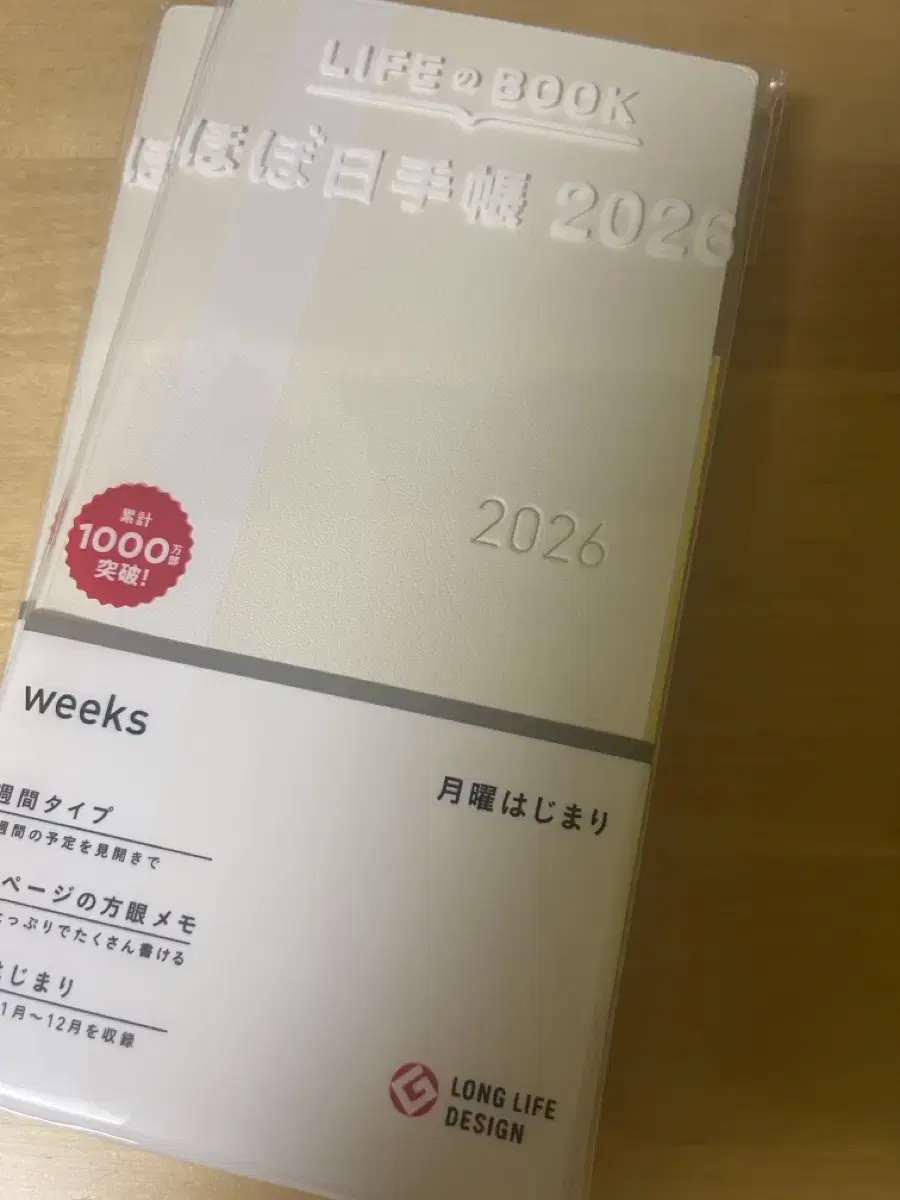 LIFEのBOOK
ほぼ日手帳 2026
ほ
2026
累計
1000万部
突破!
weeks
月曜はじまり
週間タイプ
週間の予定を見開きで
ページの方眼メモ
たっぷりでたくさん書ける
はじまり
1月〜12月を収録
LONG LIFE
DESIGN